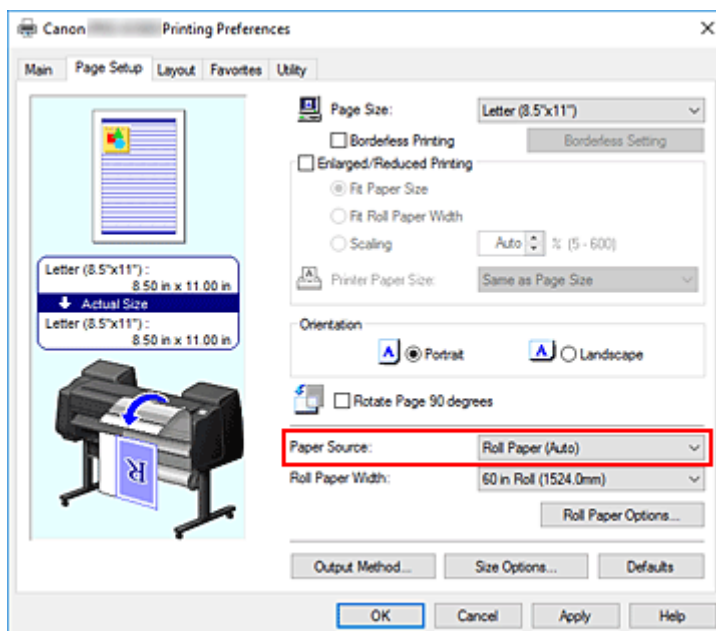 Canon Printing Preferences
Main Page Setup Layout Favorites Utility
Page Size: Letter (8.5"x11")
Borderless Printing Borderless Setting
Enlarged/Reduced Printing
Fit Paper Size
Fit Roll Paper Width
Scaling Auto % (5 - 600)
Printer Paper Size: Same as Page Size
Letter (8.5"x11") :
8.50 in x 11.00 in
Actual Size
Letter (8.5"x11") :
8.50 in x 11.00 in
Orientation
A Portrait A Landscape
Rotate Page 90 degrees
R
Paper Source: Roll Paper (Auto)
Roll Paper Width: 60 in Roll (1524.0mm)
Roll Paper Options...
Output Method... Size Options... Defaults
OK Cancel Apply Help